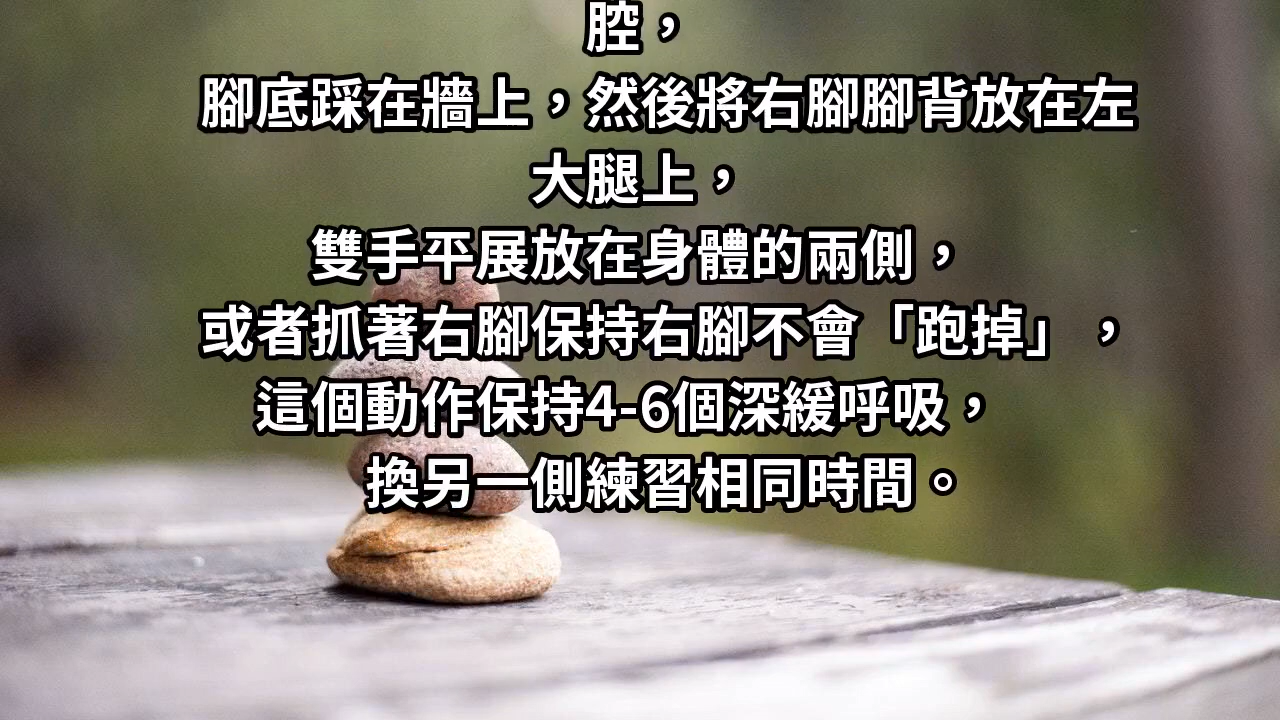 腔，
腳底踩在牆上，然後將右腳腳背放在左
大腿上，
雙手平展放在身體的兩側，
或者抓著右腳保持右腳不會「跑掉」，
這個動作保持4-6個深緩呼吸，
換另一側練習相同時間。